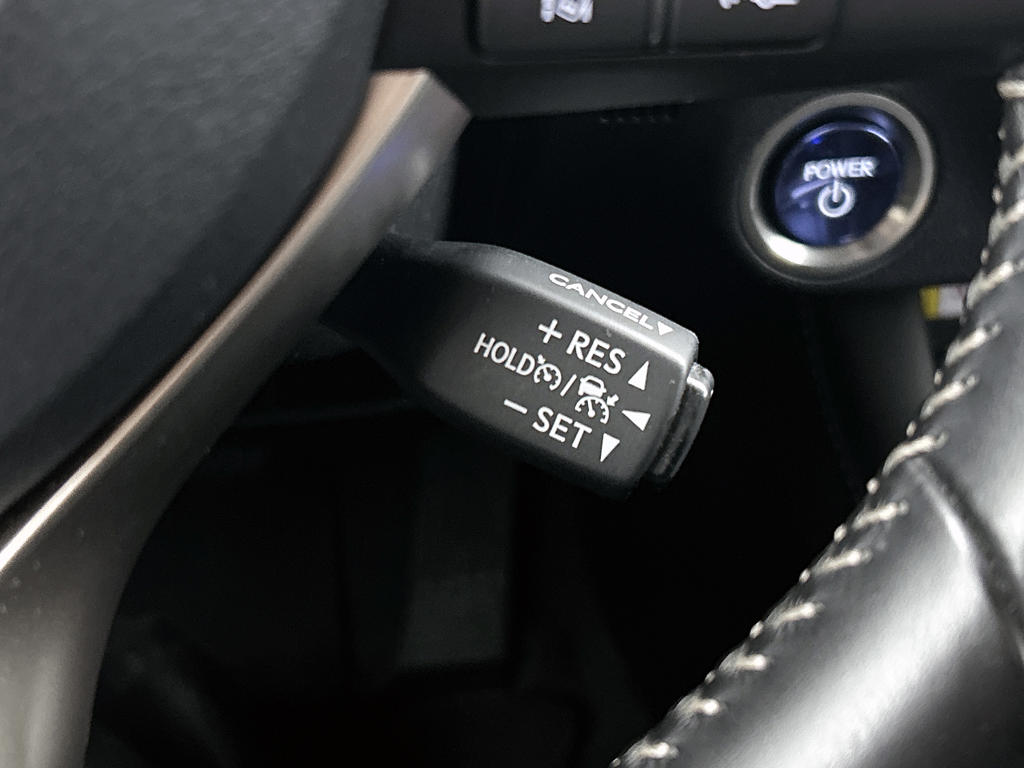 POWER
CANCEL▼
+ RES ▲
HOLD / ◀
− SET ▼